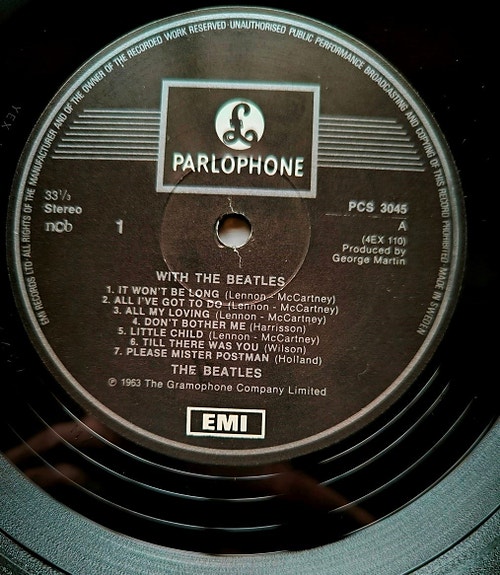 EMI RECORDS LTD·ALL RIGHTS OF THE MANUFACTURER AND OF THE OWNER OF THE RECORDED WORK RESERVED·UNAUTHORISED PUBLIC PERFORMANCE BROADCASTING AND COPYING OF THIS RECORD PROHIBITED MADE IN SWEDEN
£
PARLOPHONE
33⅓
Stereo
ncb
1
PCS 3045
A
(4EX 110)
Produced by
George Martin
WITH THE BEATLES
1. IT WON'T BE LONG (Lennon - McCartney)
2. ALL I'VE GOT TO DO (Lennon - McCartney)
3. ALL MY LOVING (Lennon - McCartney)
4. DON'T BOTHER ME (Harrisson)
5. LITTLE CHILD (Lennon - McCartney)
6. TILL THERE WAS YOU (Wilson)
7. PLEASE MISTER POSTMAN (Holland)
THE BEATLES
℗ 1963 The Gramophone Company Limited
EMI